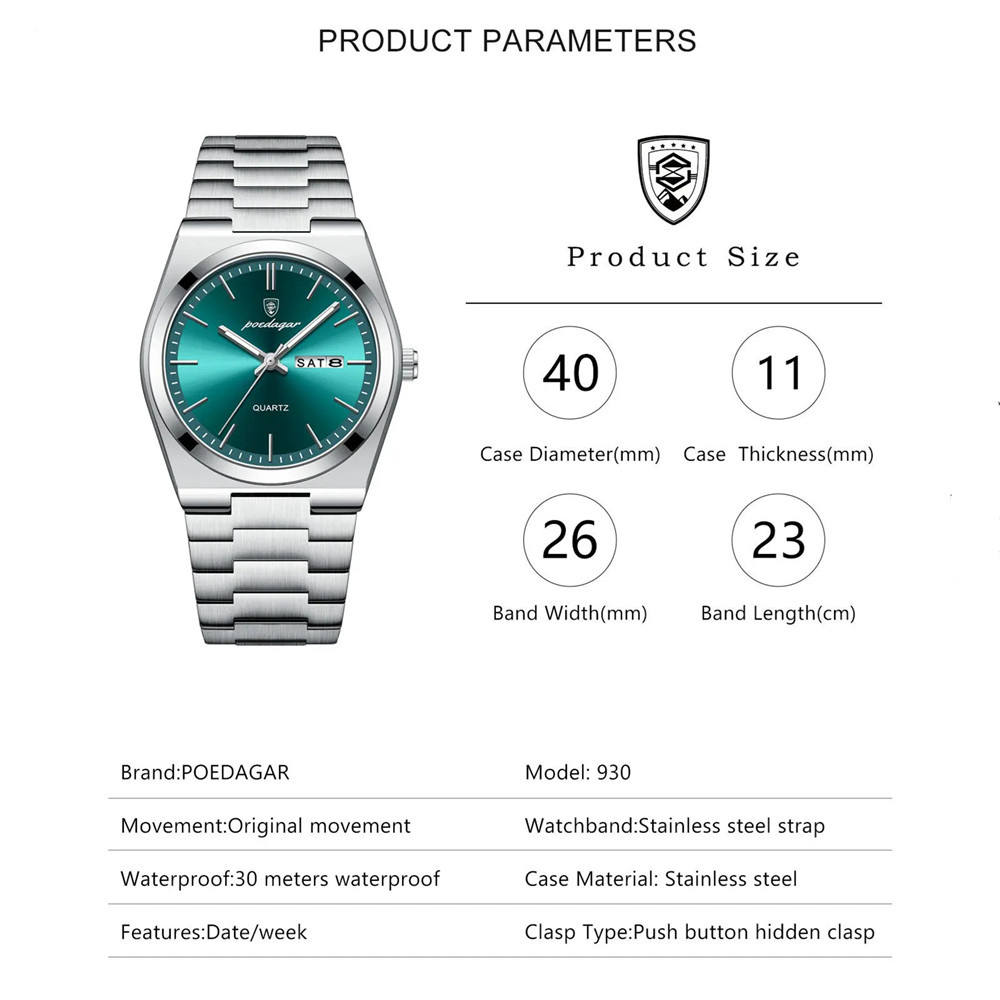 PRODUCT PARAMETERS
poedagar
SAT 8
QUARTZ
Product Size
40
11
Case Diameter(mm)
Case Thickness(mm)
26
23
Band Width(mm)
Band Length(cm)
Brand:POEDAGAR
Model: 930
Movement:Original movement
Watchband:Stainless steel strap
Waterproof:30 meters waterproof
Case Material: Stainless steel
Features:Date/week
Clasp Type:Push button hidden clasp